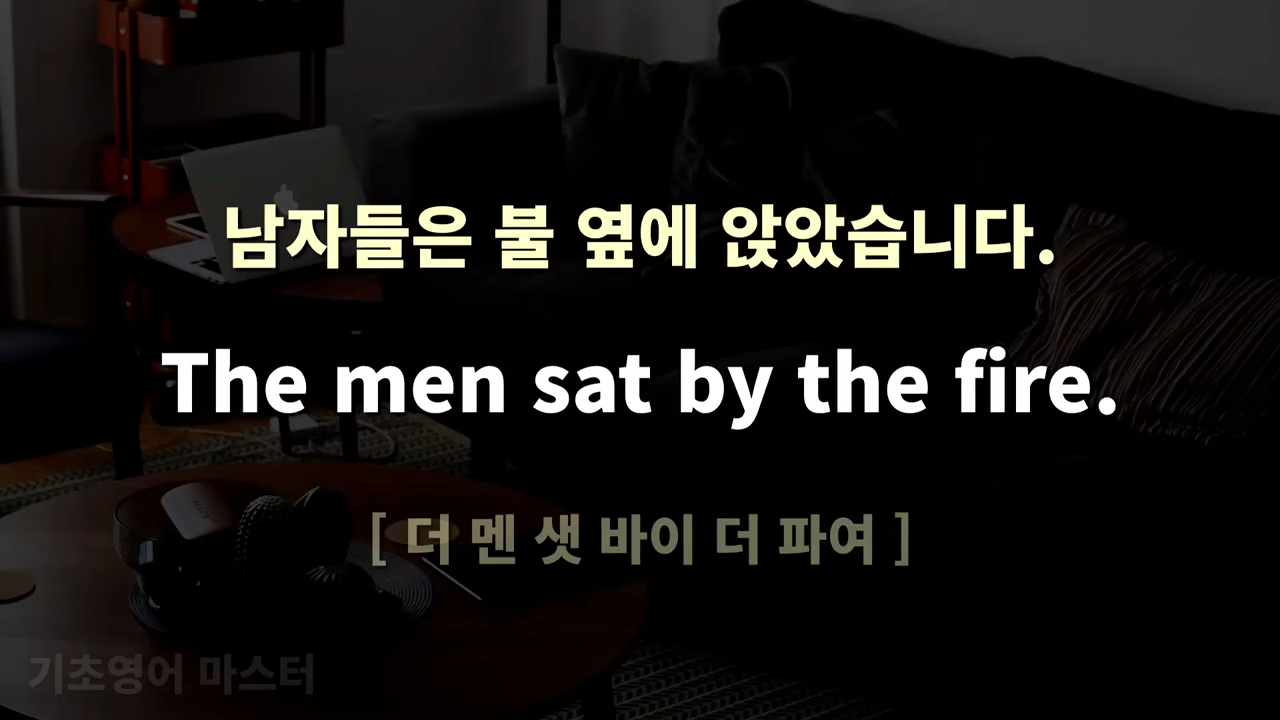 남자들은 불 옆에 앉았습니다.
The men sat by the fire.
[ 더 멘 샛 바이 더 파여 ]
기초영어 마스터